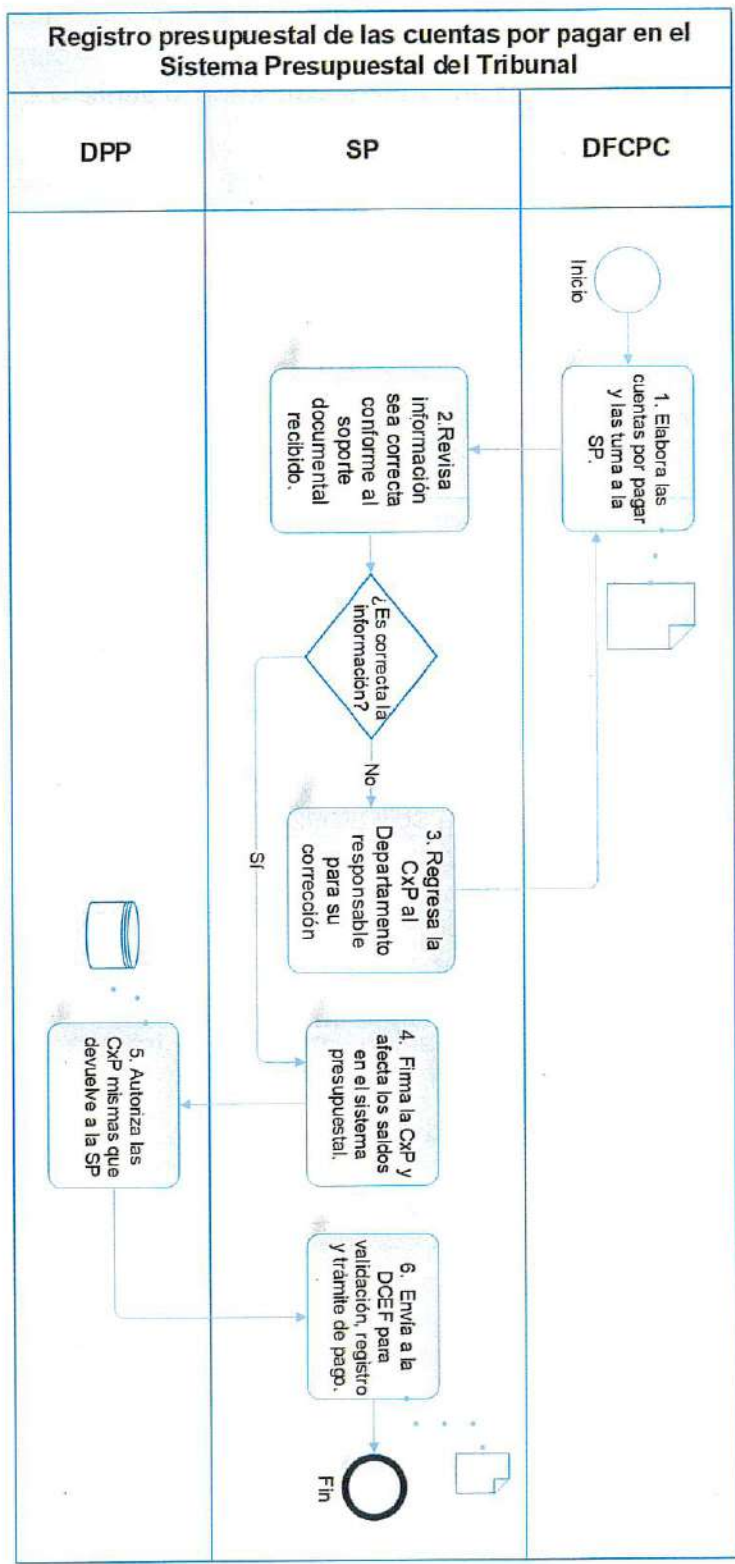 Registro presupuestal de las cuentas por pagar en el
Sistema Presupuestal del Tribunal
DPP
SP
DFCPC
Inicio
1. Elabora las
cuentas por pagar
y las turna a la
SP.
2.Revisa
información
sea correcta
conforme al
soporte
documental
recibido.
¿Es correcta la
información?
No
Sí
3. Regresa la
CxP al
Departamento
responsable
para su
corrección
4. Firma la CxP y
afecta los saldos
en el sistema
presupuestal.
5. Autoriza las
CxP mismas que
devuelve a la SP
6. Envía a la
DCEF para
validación, registro
y trámite de pago.
Fin